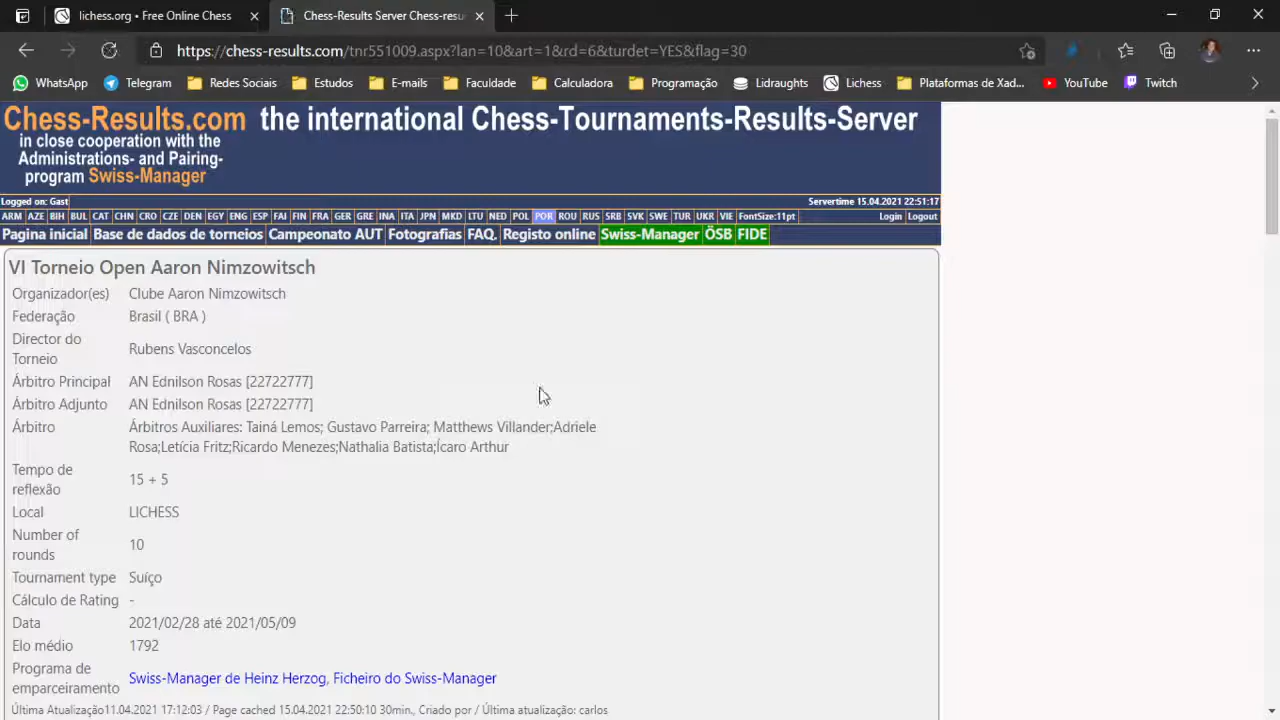 lichess.org • Free Online Chess
Chess-Results Server Chess-resu
https://chess-results.com/tnr551009.aspx?lan=10&art=1&rd=6&turdet=YES&flag=30
WhatsApp Telegram Redes Sociais Estudos E-mails Faculdade Calculadora Programação Lidraughts Lichess Plataformas de Xad... YouTube Twitch
Chess-Results.com the international Chess-Tournaments-Results-Server
in close cooperation with the
Administrations- and Pairing-
program Swiss-Manager
Logged on: Gast Servertime 15.04.2021 22:51:17
ARM AZE BIH BUL CAT CHN CRO CZE DEN EGY ENG ESP FAI FIN FRA GER GRE INA ITA JPN MKD LTU NED POL POR ROU RUS SRB SVK SWE TUR UKR VIE FontSize:11pt Login Logout
Pagina inicial Base de dados de torneios Campeonato AUT Fotografias FAQ. Registo online Swiss-Manager ÖSB FIDE
VI Torneio Open Aaron Nimzowitsch
Organizador(es) Clube Aaron Nimzowitsch
Federação Brasil ( BRA )
Director do
Torneio Rubens Vasconcelos
Árbitro Principal AN Ednilson Rosas [22722777]
Árbitro Adjunto AN Ednilson Rosas [22722777]
Árbitro Árbitros Auxiliares: Tainá Lemos; Gustavo Parreira; Matthews Villander;Adriele
Rosa;Letícia Fritz;Ricardo Menezes;Nathalia Batista;Ícaro Arthur
Tempo de
reflexão 15 + 5
Local LICHESS
Number of
rounds 10
Tournament type Suíço
Cálculo de Rating -
Data 2021/02/28 até 2021/05/09
Elo médio 1792
Programa de
emparceiramento Swiss-Manager de Heinz Herzog, Ficheiro do Swiss-Manager
Última Atualização11.04.2021 17:12:03 / Page cached 15.04.2021 22:50:10 30min., Criado por / Última atualização: carlos